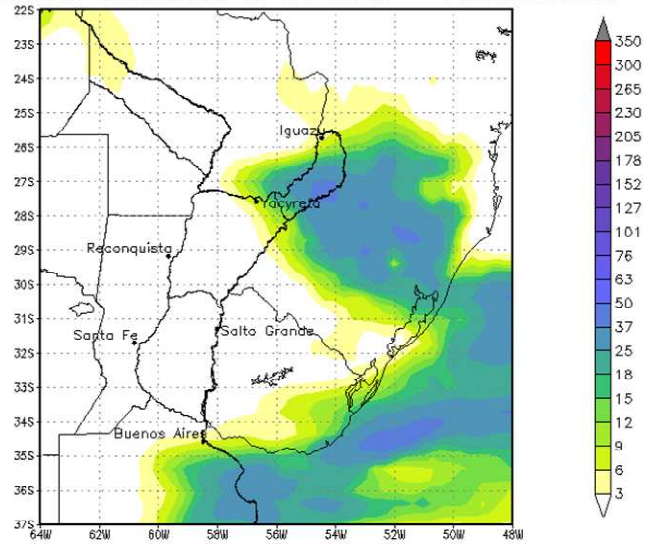 22S
23S
24S
25S
26S
27S
28S
29S
30S
31S
32S
33S
34S
35S
36S
37S
64W
62W
60W
58W
56W
54W
52W
50W
48W
Iguazu
Yacyreta
Reconquista
Santa Fe
Salto Grande
Buenos Aires
350
300
265
230
205
178
152
127
101
76
63
50
37
25
18
15
12
9
6
3